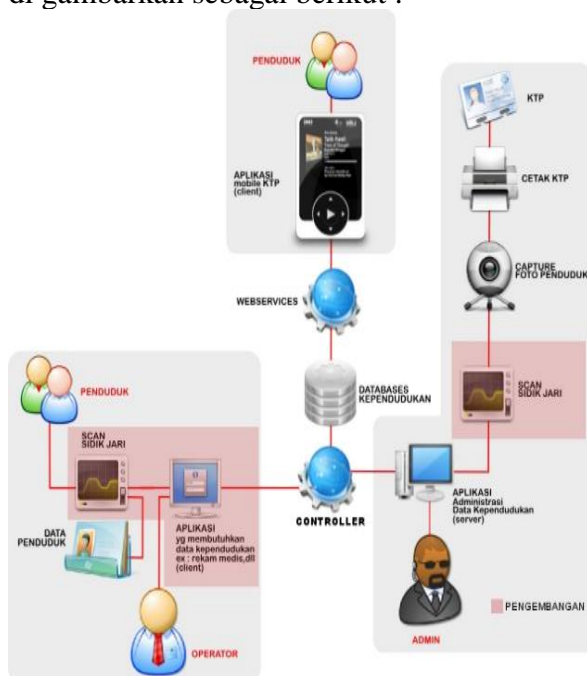 di gambarkan sebagai berikut :
PENDUDUK
APLIKASI
mobile KTP
(client)
WEBSERVICES
DATABASES
KEPENDUDUKAN
CONTROLLER
KTP
CETAK KTP
CAPTURE
FOTO PENDUDUK
SCAN
SIDIK JARI
APLIKASI
Administrasi
Data Kependudukan
(server)
ADMIN
PENGEMBANGAN
PENDUDUK
SCAN
SIDIK JARI
DATA
PENDUDUK
APLIKASI
yg membutuhkan
data kependudukan
ex : rekam medis,dll
(client)
OPERATOR